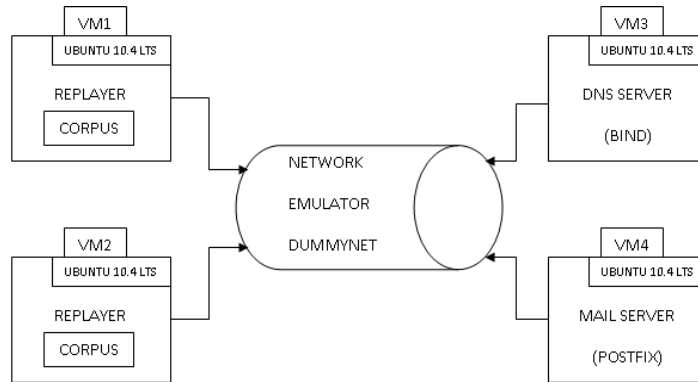 VM1
UBUNTU 10.4 LTS
REPLAYER
CORPUS
VM2
UBUNTU 10.4 LTS
REPLAYER
CORPUS
NETWORK
EMULATOR
DUMMYNET
VM3
UBUNTU 10.4 LTS
DNS SERVER
(BIND)
VM4
UBUNTU 10.4 LTS
MAIL SERVER
(POSTFIX)